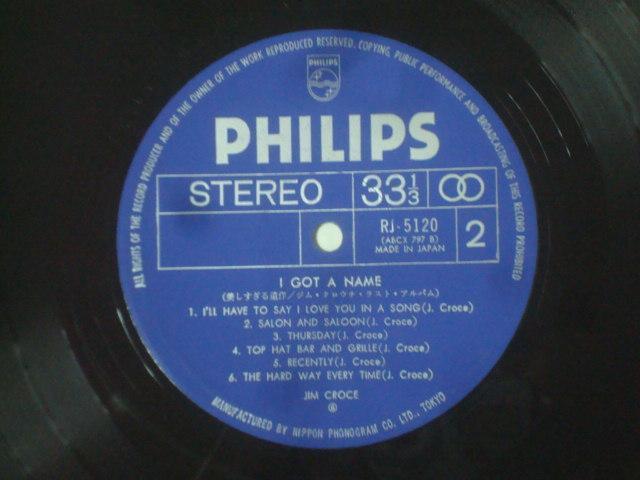 ALL RIGHTS OF THE RECORD PRODUCER AND OF THE OWNER OF THE WORK REPRODUCED RESERVED. COPYING, PUBLIC PERFORMANCE AND BROADCASTING OF THIS RECORD PROHIBITED
PHILIPS
PHILIPS
STEREO 33 1/3
RJ-5120
(ABCX 797 B)
MADE IN JAPAN
2
I GOT A NAME
(美しすぎる遺作/ジム・クロウチ・ラスト・アルバム)
1. I'LL HAVE TO SAY I LOVE YOU IN A SONG(J. Croce)
2. SALON AND SALOON(J. Croce)
3. THURSDAY(J. Croce)
4. TOP HAT BAR AND GRILLE(J. Croce)
5. RECENTLY(J. Croce)
6. THE HARD WAY EVERY TIME(J. Croce)
JIM CROCE
Ⓟ
MANUFACTURED BY NIPPON PHONOGRAM CO. LTD., TOKYO